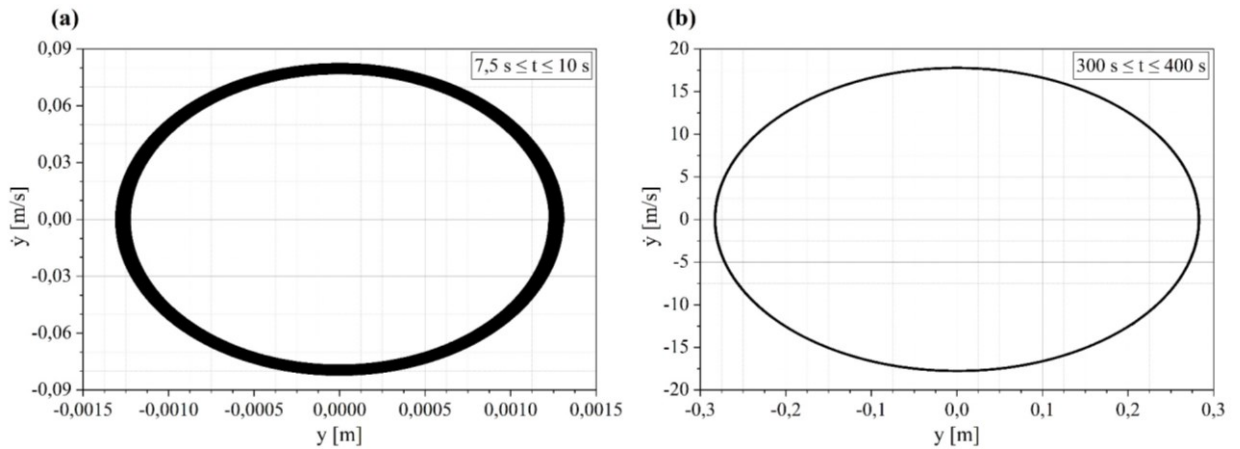 (a)
7,5 s ≤ t ≤ 10 s
0,09
0,06
0,03
0,00
-0,03
-0,06
-0,09
ẏ [m/s]
-0,0015 -0,0010 -0,0005 0,0000 0,0005 0,0010 0,0015
y [m]
(b)
300 s ≤ t ≤ 400 s
20
15
10
5
0
-5
-10
-15
-20
ẏ [m/s]
-0,3 -0,2 -0,1 0,0 0,1 0,2 0,3
y [m]